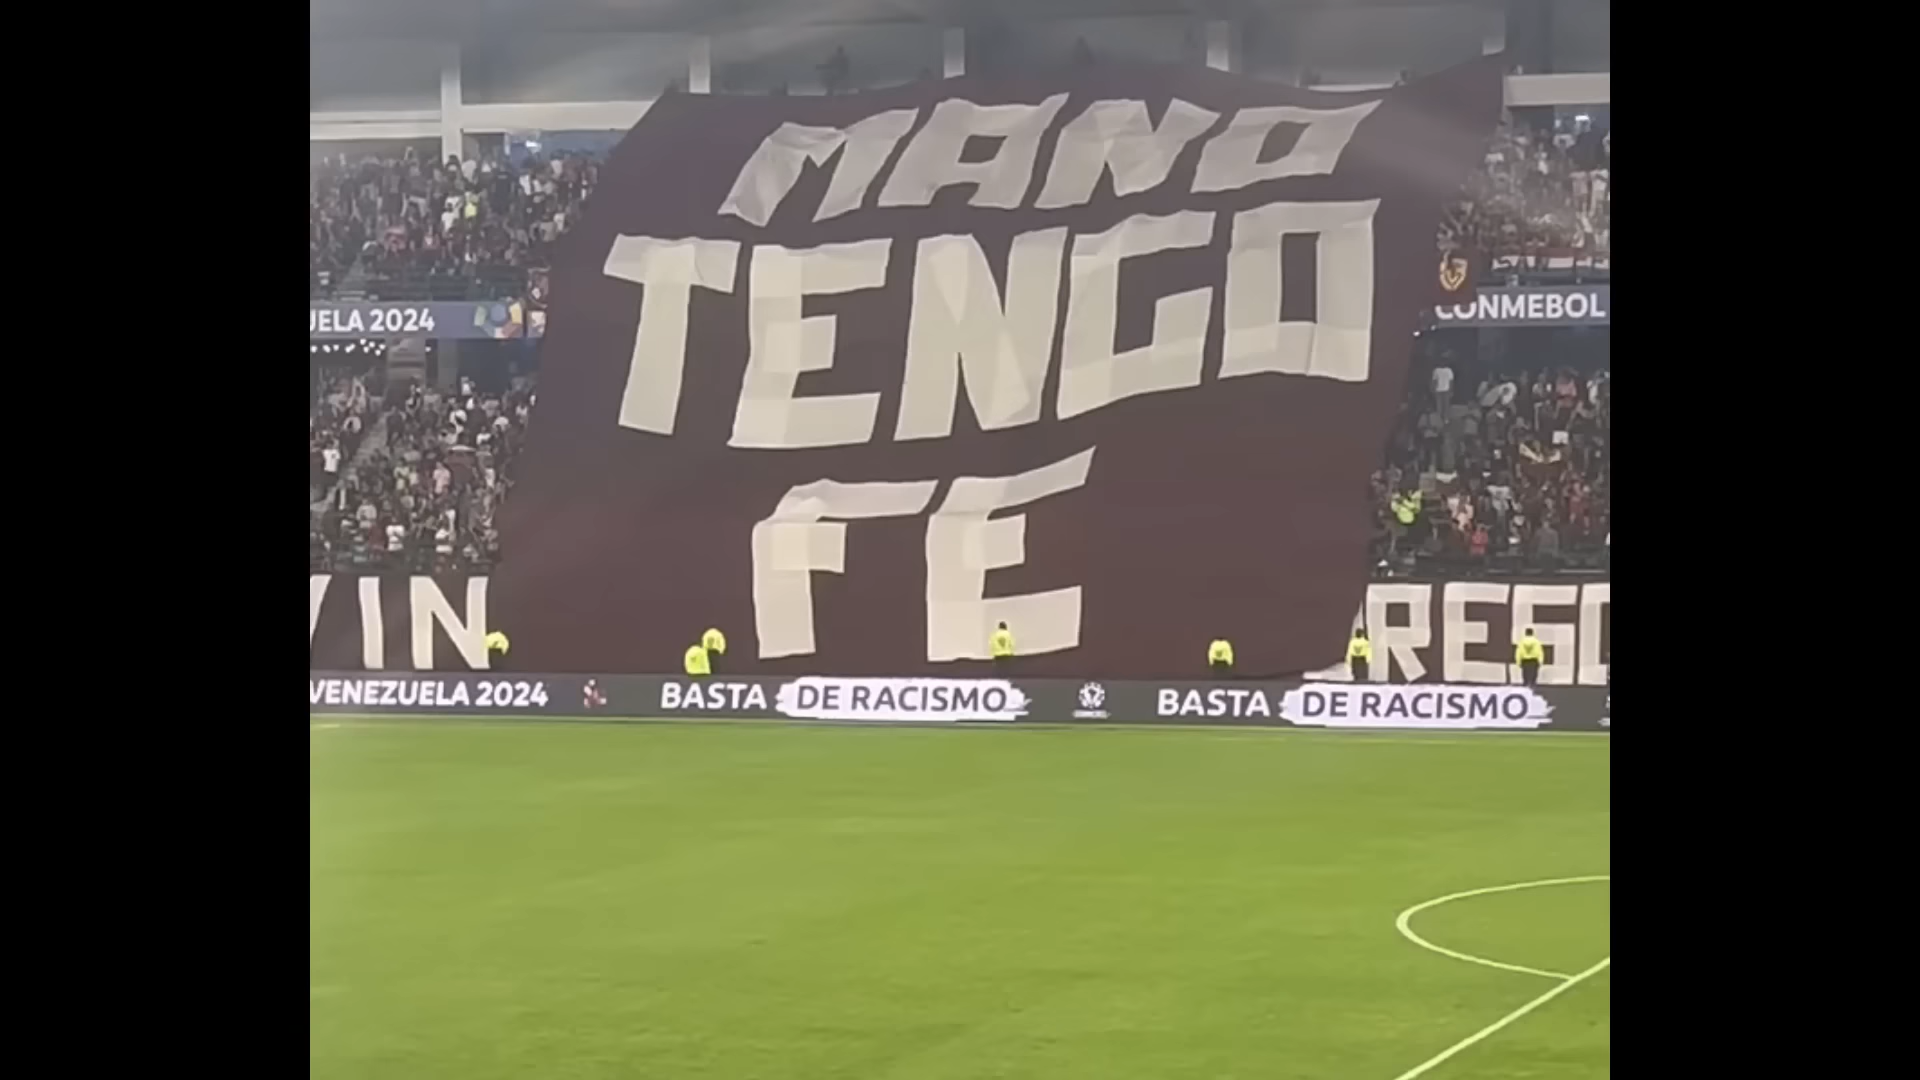 MANO
TENGO
FE
UELA 2024
CONMEBOL
VIN
RESO
VENEZUELA 2024 BASTA DE RACISMO BASTA DE RACISMO